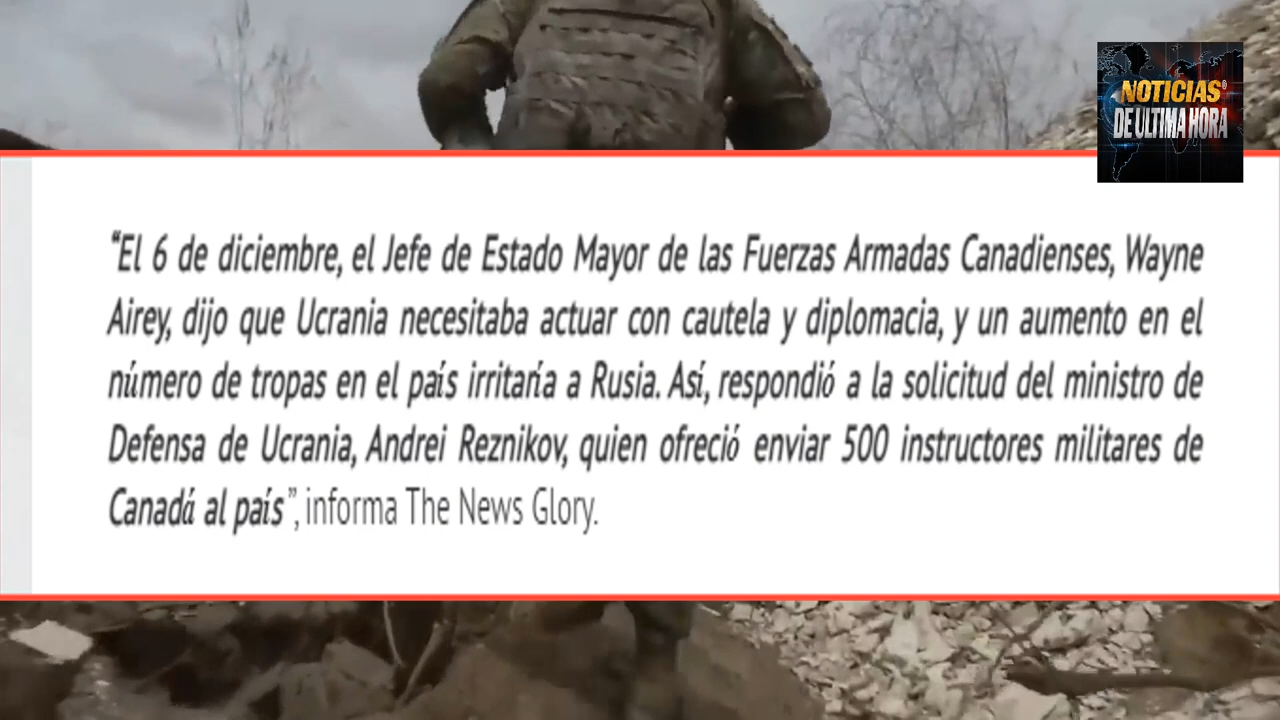 NOTICIAS®
DE ULTIMA HORA
“El 6 de diciembre, el Jefe de Estado Mayor de las Fuerzas Armadas Canadienses, Wayne
Airey, dijo que Ucrania necesitaba actuar con cautela y diplomacia, y un aumento en el
número de tropas en el país irritaría a Rusia. Así, respondió a la solicitud del ministro de
Defensa de Ucrania, Andrei Reznikov, quien ofreció enviar 500 instructores militares de
Canadá al país”, informa The News Glory.